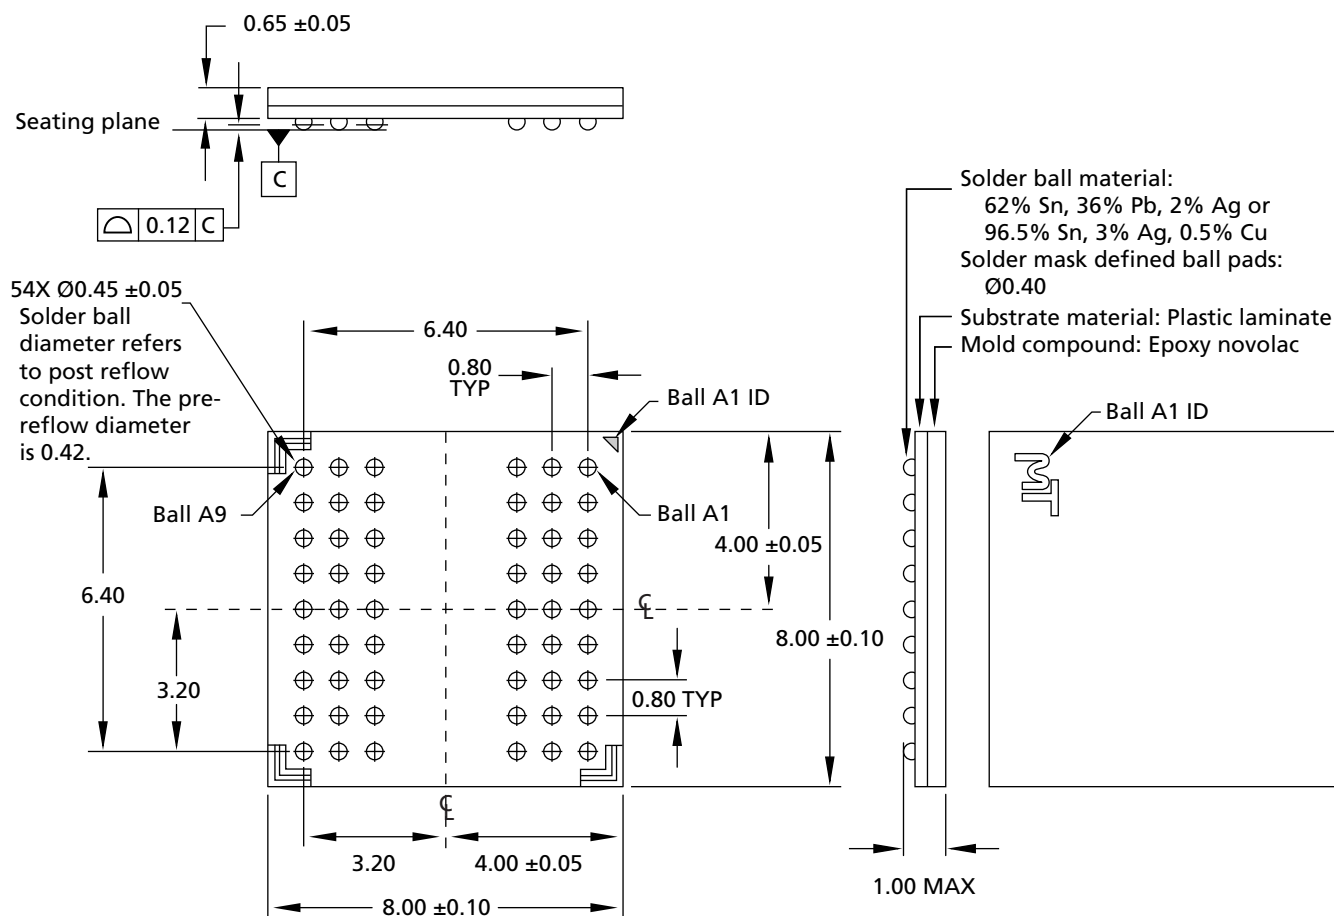 0.65 ±0.05
Seating plane
C
0.12 C
Solder ball material:
62% Sn, 36% Pb, 2% Ag or
96.5% Sn, 3% Ag, 0.5% Cu
Solder mask defined ball pads:
Ø0.40
Substrate material: Plastic laminate
Mold compound: Epoxy novolac
54X Ø0.45 ±0.05
Solder ball
diameter refers
to post reflow
condition. The pre-
reflow diameter
is 0.42.
6.40
0.80
TYP
Ball A1 ID
Ball A1 ID
MT
Ball A9
Ball A1
4.00 ±0.05
6.40
CL
8.00 ±0.10
3.20
0.80 TYP
CL
3.20
4.00 ±0.05
1.00 MAX
8.00 ±0.10